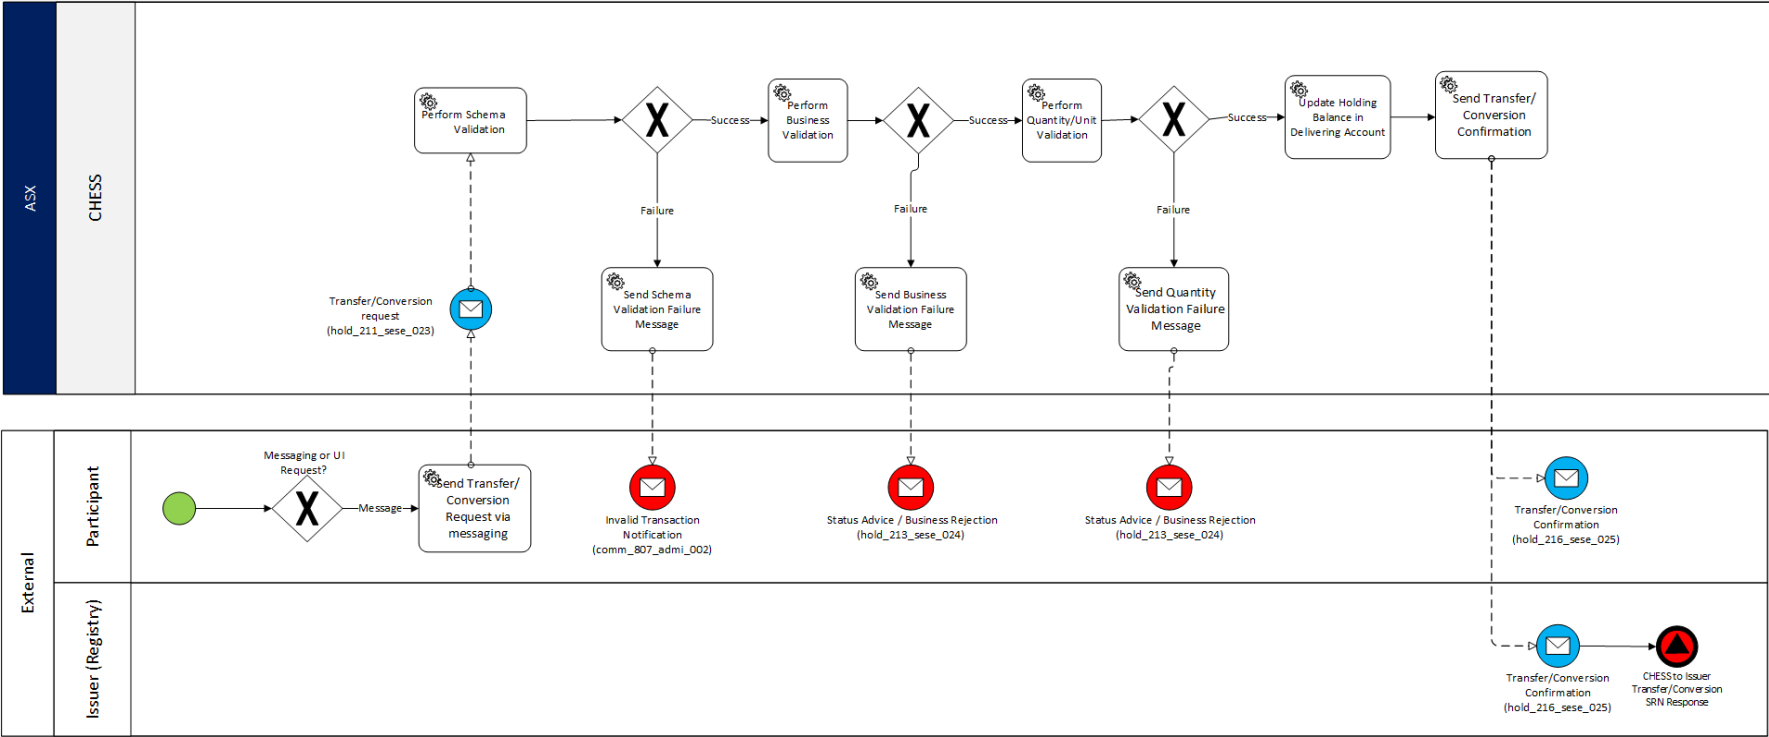 ASX
CHESS
Perform Schema
Validation
X
Success
Perform
Business
Validation
X
Success
Perform
Quantity/Unit
Validation
X
Success
Update Holding
Balance in
Delivering Account
Send Transfer/
Conversion
Confirmation
Failure
Failure
Failure
Transfer/Conversion
request
(hold_211_sese_023)
Send Schema
Validation Failure
Message
Send Business
Validation Failure
Message
Send Quantity
Validation Failure
Message
External
Participant
Messaging or UI
Request?
X
Message
Send Transfer/
Conversion
Request via
messaging
Invalid Transaction
Notification
(comm_807_admi_002)
Status Advice / Business Rejection
(hold_213_sese_024)
Status Advice / Business Rejection
(hold_213_sese_024)
Transfer/Conversion
Confirmation
(hold_216_sese_025)
Issuer (Registry)
Transfer/Conversion
Confirmation
(hold_216_sese_025)
CHESS to Issuer
Transfer/Conversion
SRN Response